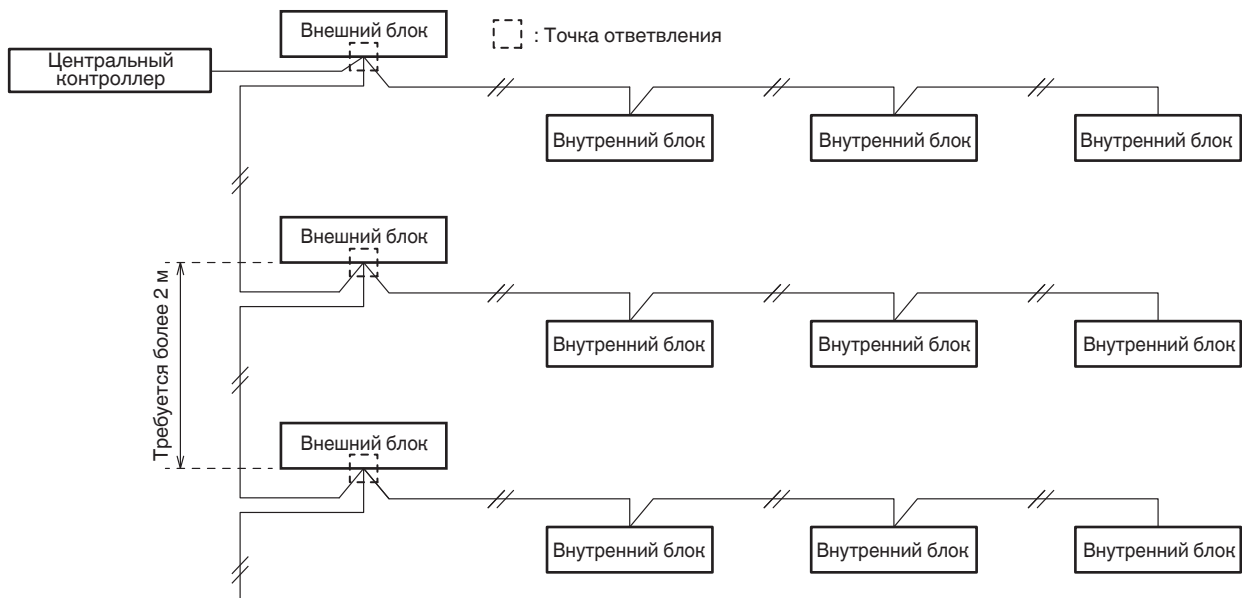 Внешний блок
: Точка ответвления
Центральный
контроллер
Внутренний блок
Внутренний блок
Внутренний блок
Внешний блок
Требуется более 2 м
Внутренний блок
Внутренний блок
Внутренний блок
Внешний блок
Внутренний блок
Внутренний блок
Внутренний блок